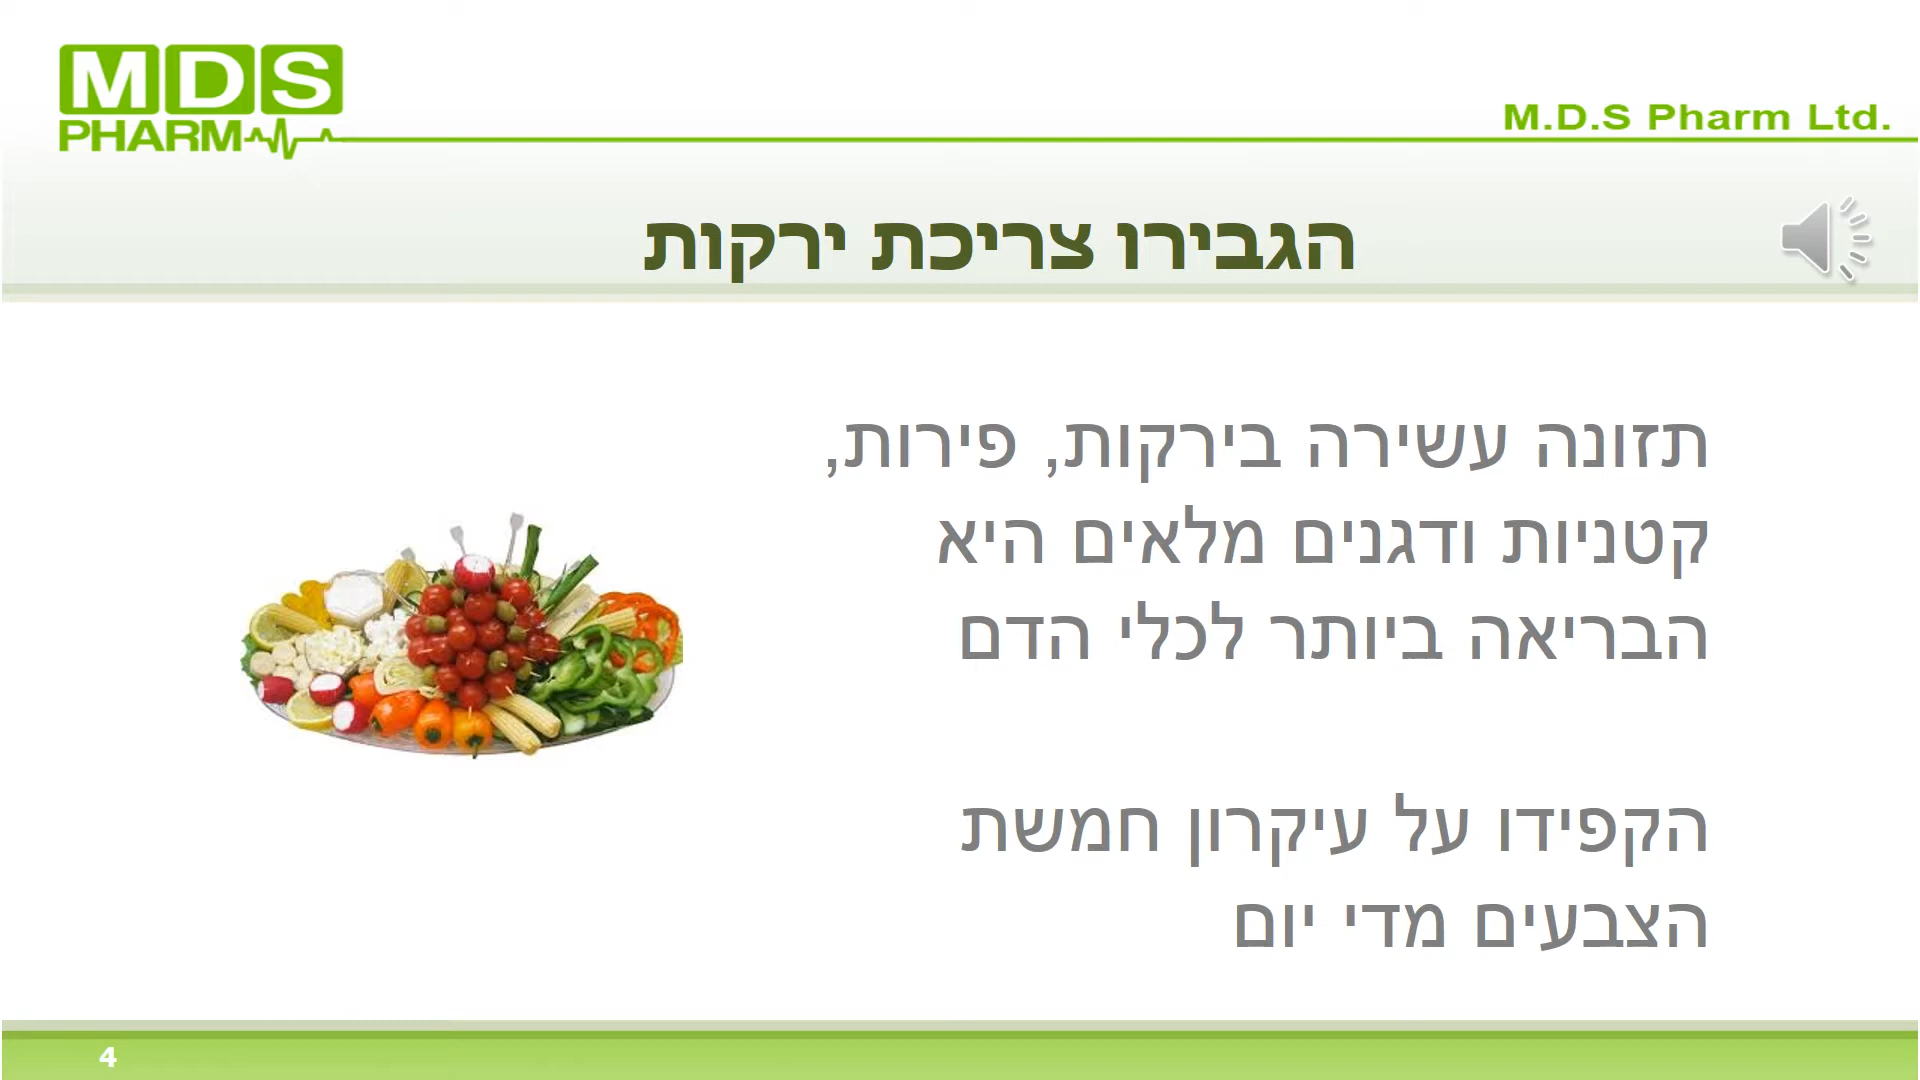 MDS
PHARM
M.D.S Pharm Ltd.
הגבירו צריכת ירקות
תזונה עשירה בירקות, פירות,
קטניות ודגנים מלאים היא
הבריאה ביותר לכלי הדם
הקפידו על עיקרון חמשת
הצבעים מדי יום
4